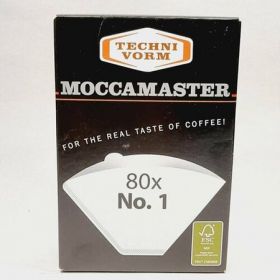 TECHNI
VORM
MOCCAMASTER
FOR THE REAL TASTE OF COFFEE!
80x
No. 1
FSC